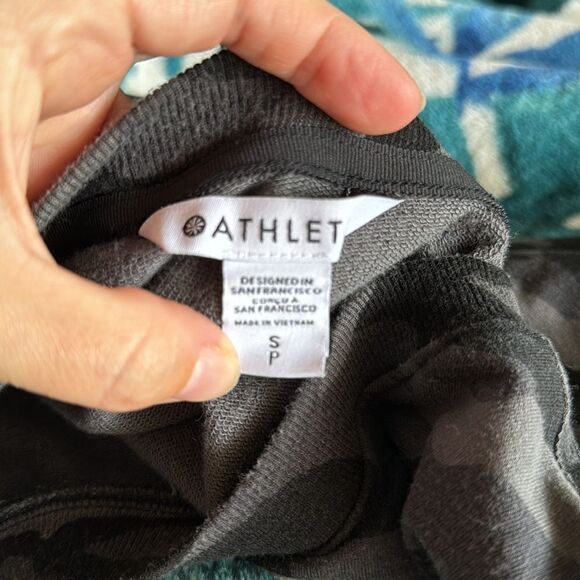 ATHLET
DESIGNED IN
SAN FRANCISCO
CONÇU À
SAN FRANCISCO
MADE IN VIETNAM
S
P